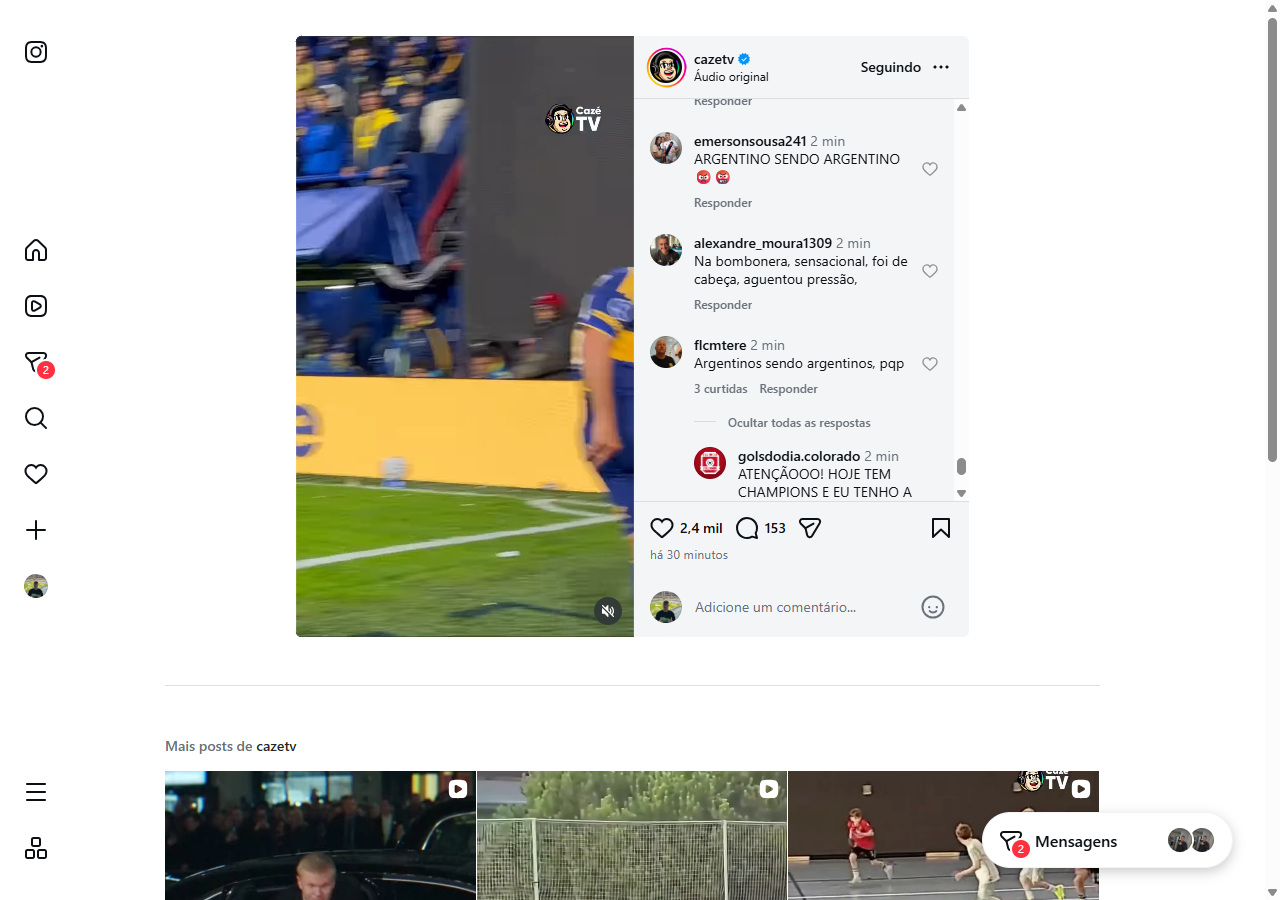 Cazé
TV
cazetv
Áudio original
Seguindo
Responder
emersonsousa241 2 min
ARGENTINO SENDO ARGENTINO
Responder
alexandre_moura1309 2 min
Na bombonera, sensacional, foi de
cabeça, aguentou pressão,
Responder
flcmtere 2 min
Argentinos sendo argentinos, pqp
3 curtidas Responder
Ocultar todas as respostas
golsdodia.colorado 2 min
ATENÇÃOOO! HOJE TEM
CHAMPIONS E EU TENHO A
2,4 mil 153
há 30 minutos
Adicione um comentário...
2
Mais posts de cazetv
Cazé
TV
2
Mensagens